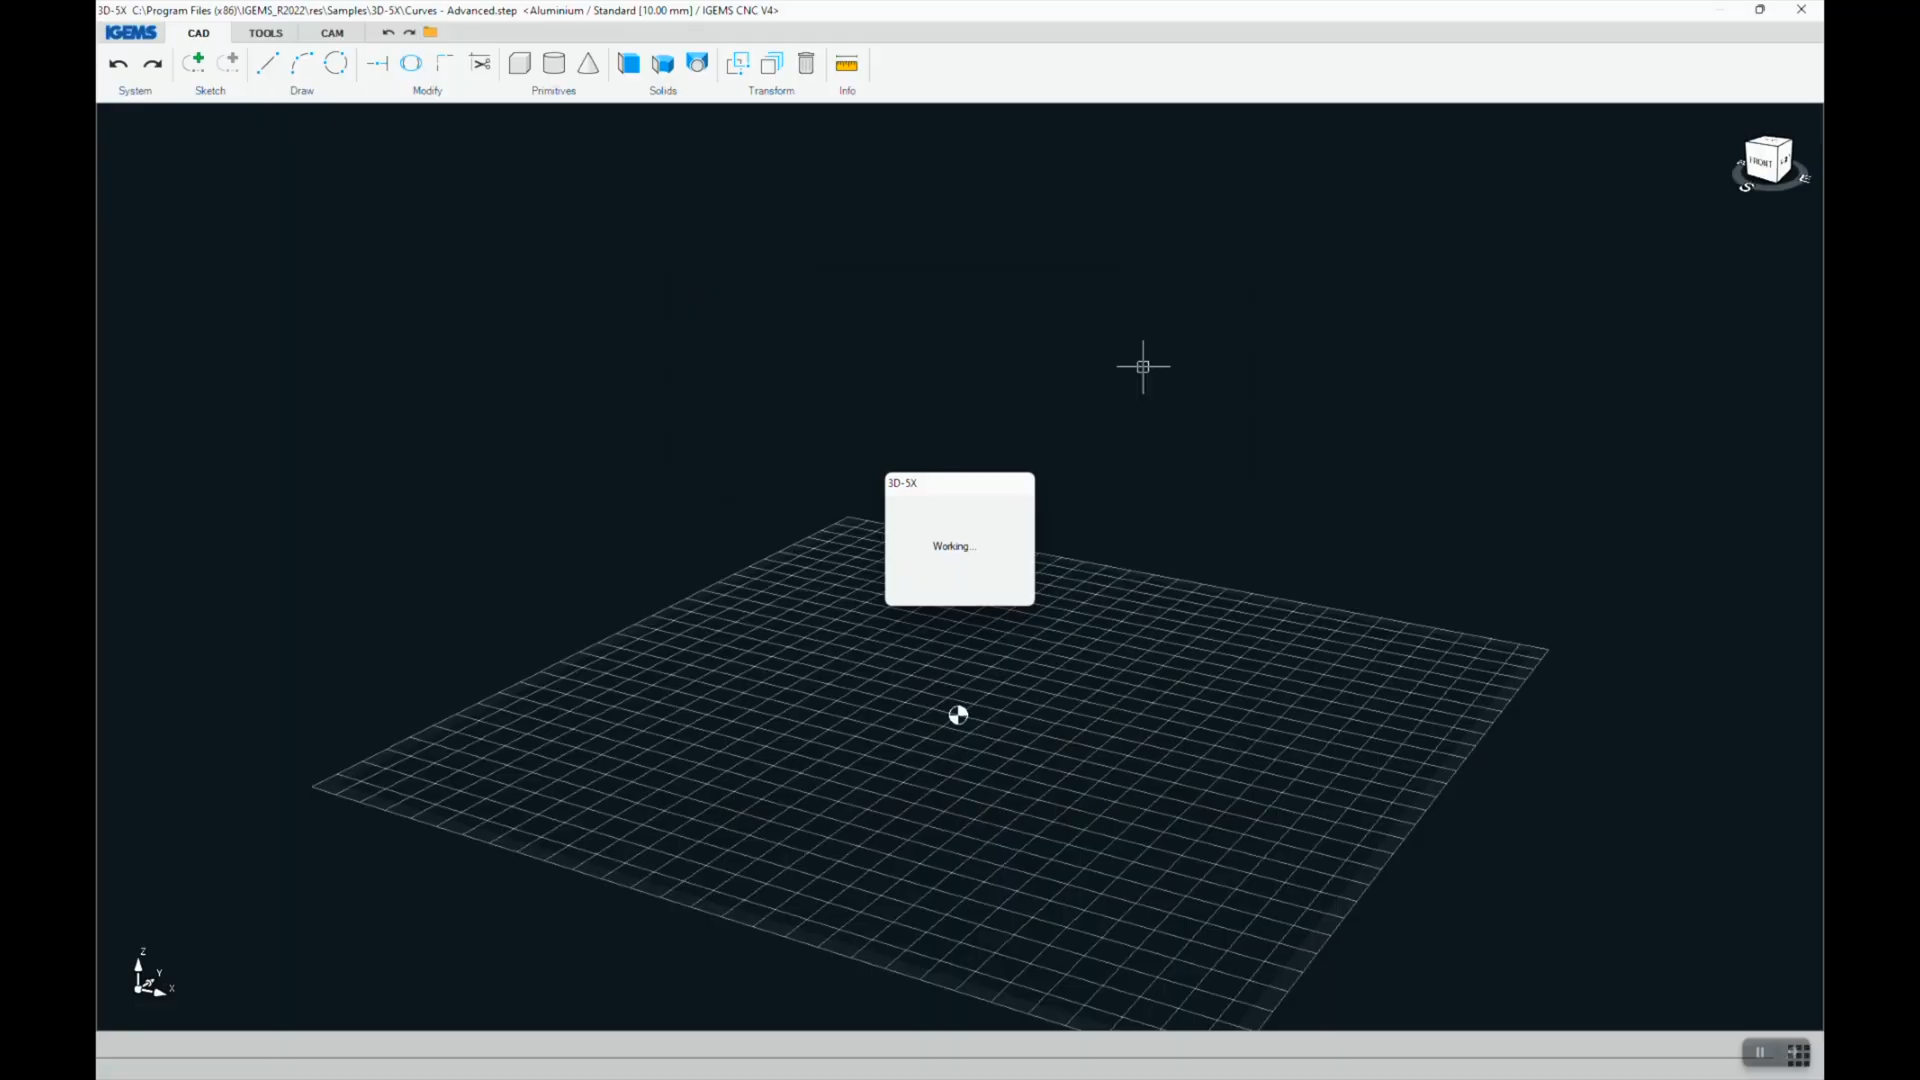 3D-5X C:\Program Files (x86)\IGEMS_R2022\res\Samples\3D-5X\Curves - Advanced.step <Aluminium / Standard [10.00 mm] / IGEMS CNC V4>
IGEMS CAD TOOLS CAM
System Sketch Draw Modify Primitives Solids Transform Info
FRONT
S E
3D-5X
Working...
Z
Y
X